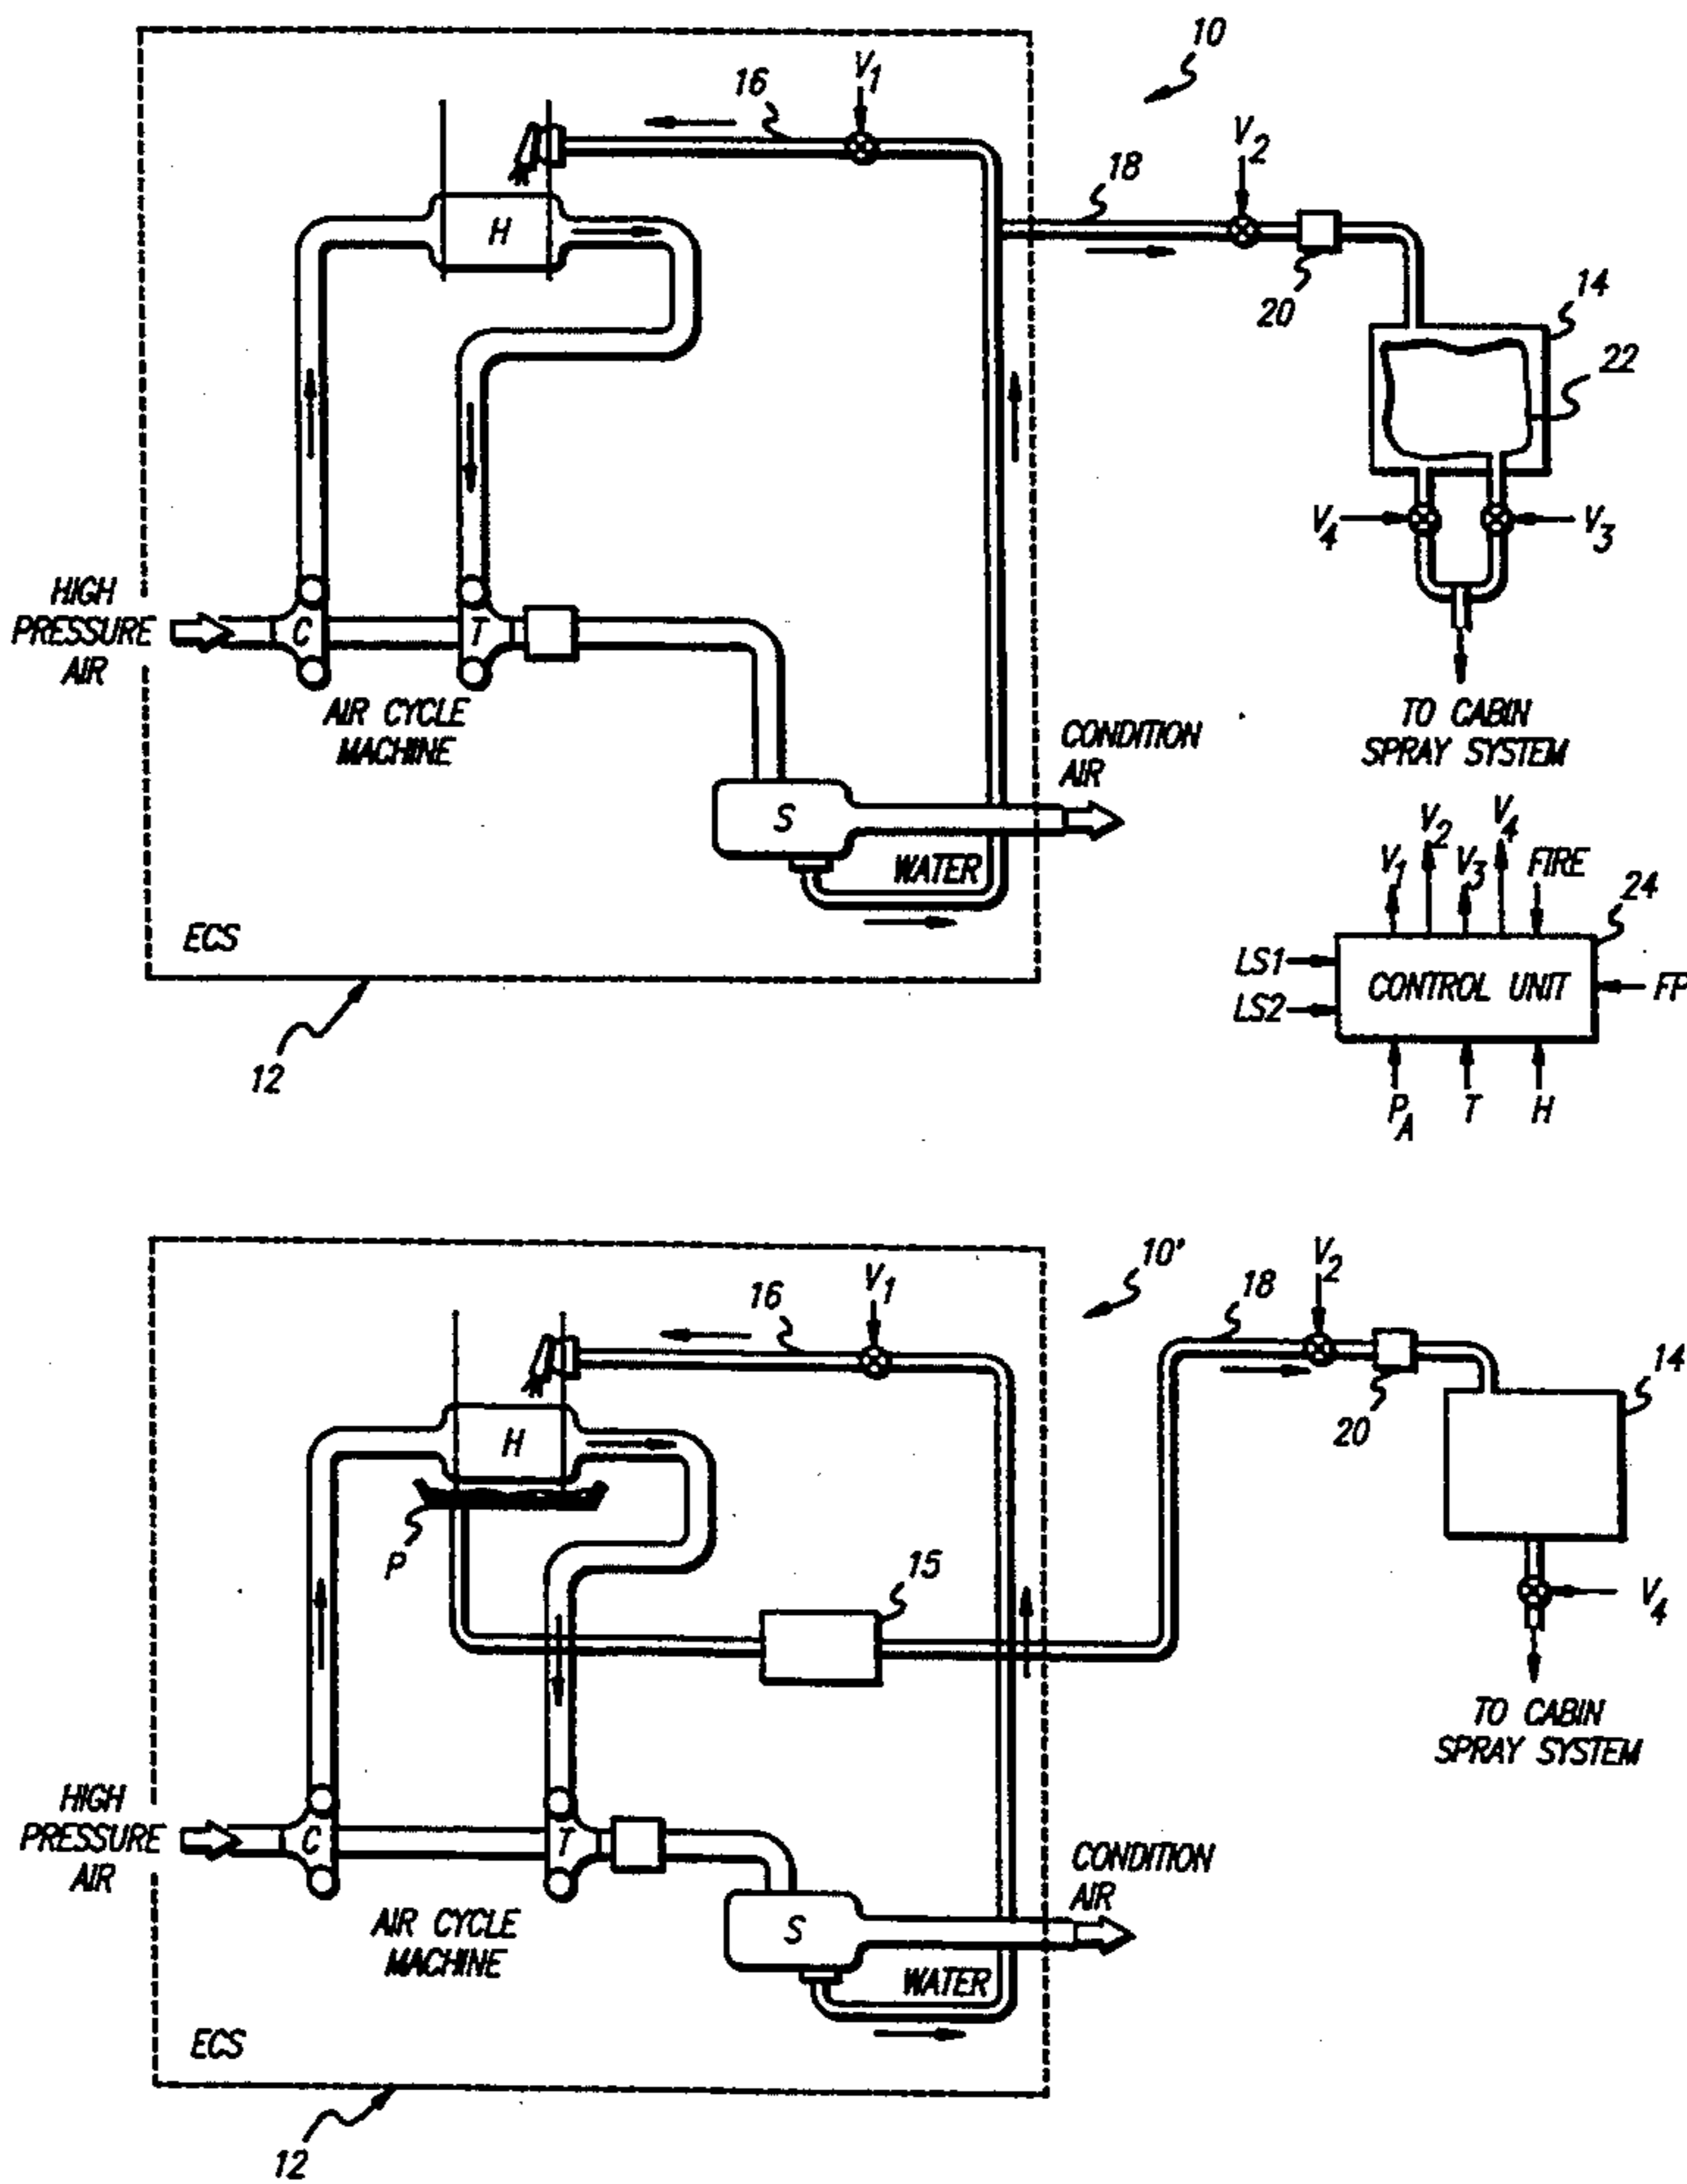 10
V1
16
V2
18
H
20
14
22
V4
V3
HIGH
PRESSURE
AIR
C
T
AIR CYCLE
MACHINE
TO CABIN
SPRAY SYSTEM
CONDITION
AIR
S
WATER
ECS
12
V1
V2
V3
V4
FIRE
24
LS1
LS2
CONTROL UNIT
FP
PA
T
H
10'
V1
16
V2
18
H
20
14
P
15
V4
TO CABIN
SPRAY SYSTEM
HIGH
PRESSURE
AIR
C
T
AIR CYCLE
MACHINE
CONDITION
AIR
S
WATER
ECS
12